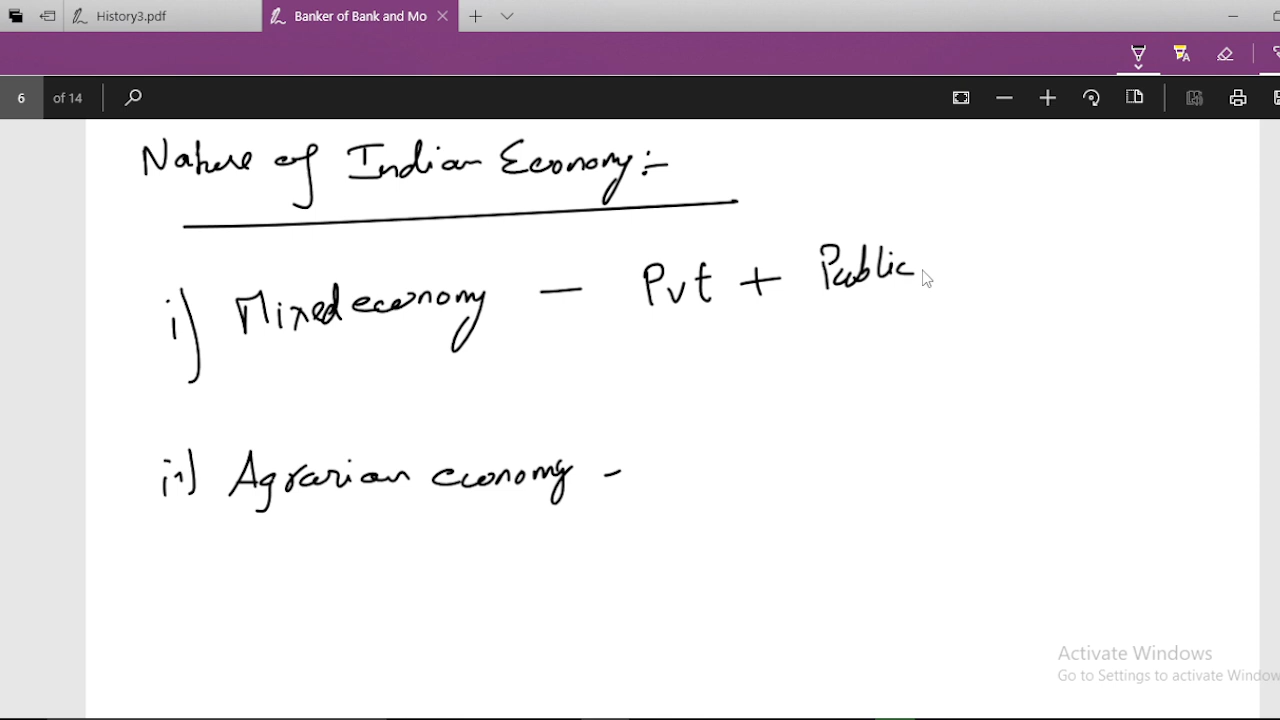 History3.pdf
Banker of Bank and Mo
6 of 14
Nature of Indian Economy:-
i) Mixed economy - Pvt + Public
ii) Agrarian economy -
Activate Windows
Go to Settings to activate Window